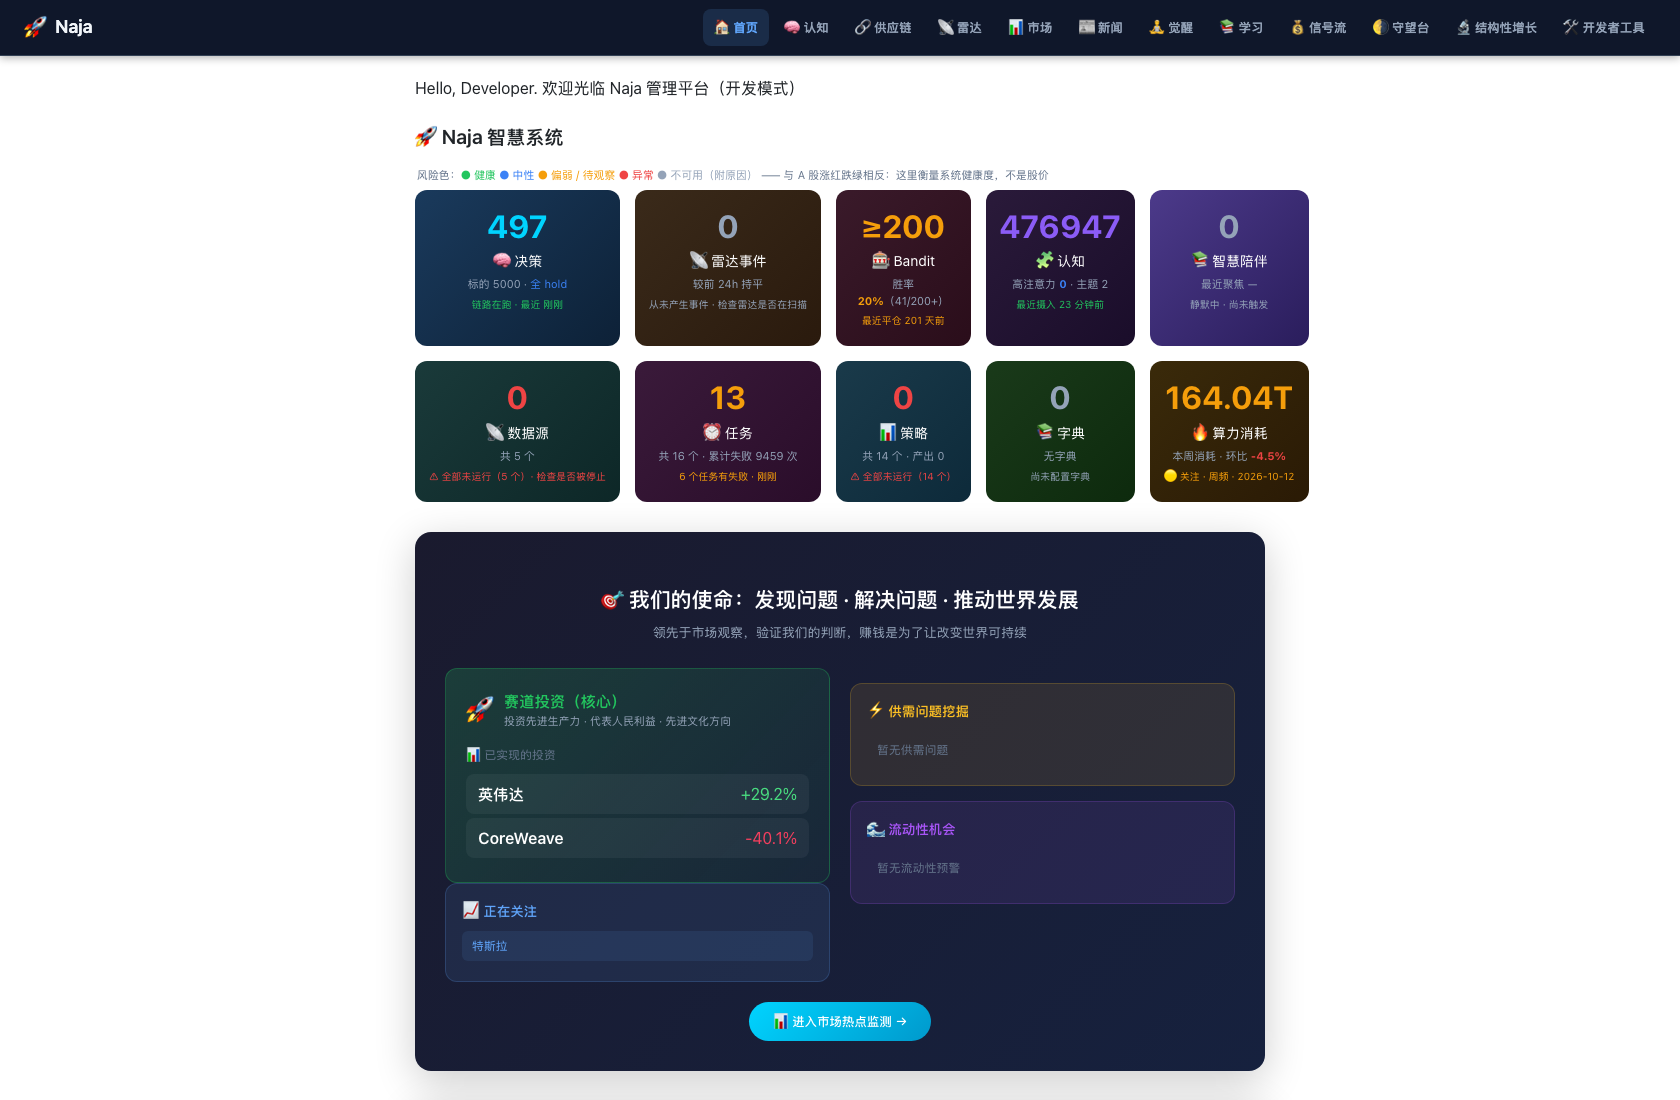 🚀 Naja
🏠 首页 🧠 认知 🔗 供应链 📡 雷达 📊 市场 📰 新闻 🧘 觉醒 📚 学习 💰 信号流 🌓 守望台 🔬 结构性增长 🛠️ 开发者工具
Hello, Developer. 欢迎光临 Naja 管理平台（开发模式）
🚀 Naja 智慧系统
风险色： ● 健康 ● 中性 ● 偏弱 / 待观察 ● 异常 ● 不可用（附原因） —— 与 A 股涨红跌绿相反：这里衡量系统健康度，不是股价
497
🧠 决策
标的 5000 · 全 hold
链路在跑 · 最近 刚刚
0
📡 雷达事件
较前 24h 持平
从未产生事件 · 检查雷达是否在扫描
≥200
🎰 Bandit
胜率
20%（41/200+）
最近平仓 201 天前
476947
🧩 认知
高注意力 0 · 主题 2
最近摄入 23 分钟前
0
📚 智慧陪伴
最近聚焦 —
静默中 · 尚未触发
0
📡 数据源
共 5 个
⚠ 全部未运行（5 个）· 检查是否被停止
13
⏰ 任务
共 16 个 · 累计失败 9459 次
6 个任务有失败 · 刚刚
0
📊 策略
共 14 个 · 产出 0
⚠ 全部未运行（14 个）
0
📚 字典
无字典
尚未配置字典
164.04T
🔥 算力消耗
本周消耗 · 环比 -4.5%
🟡 关注 · 周频 · 2026-10-12
🎯 我们的使命：发现问题 · 解决问题 · 推动世界发展
领先于市场观察，验证我们的判断，赚钱是为了让改变世界可持续
🚀 赛道投资（核心）
投资先进生产力 · 代表人民利益 · 先进文化方向
📊 已实现的投资
英伟达 +29.2%
CoreWeave -40.1%
📈 正在关注
特斯拉
⚡ 供需问题挖掘
暂无供需问题
🌊 流动性机会
暂无流动性预警
📊 进入市场热点监测 →